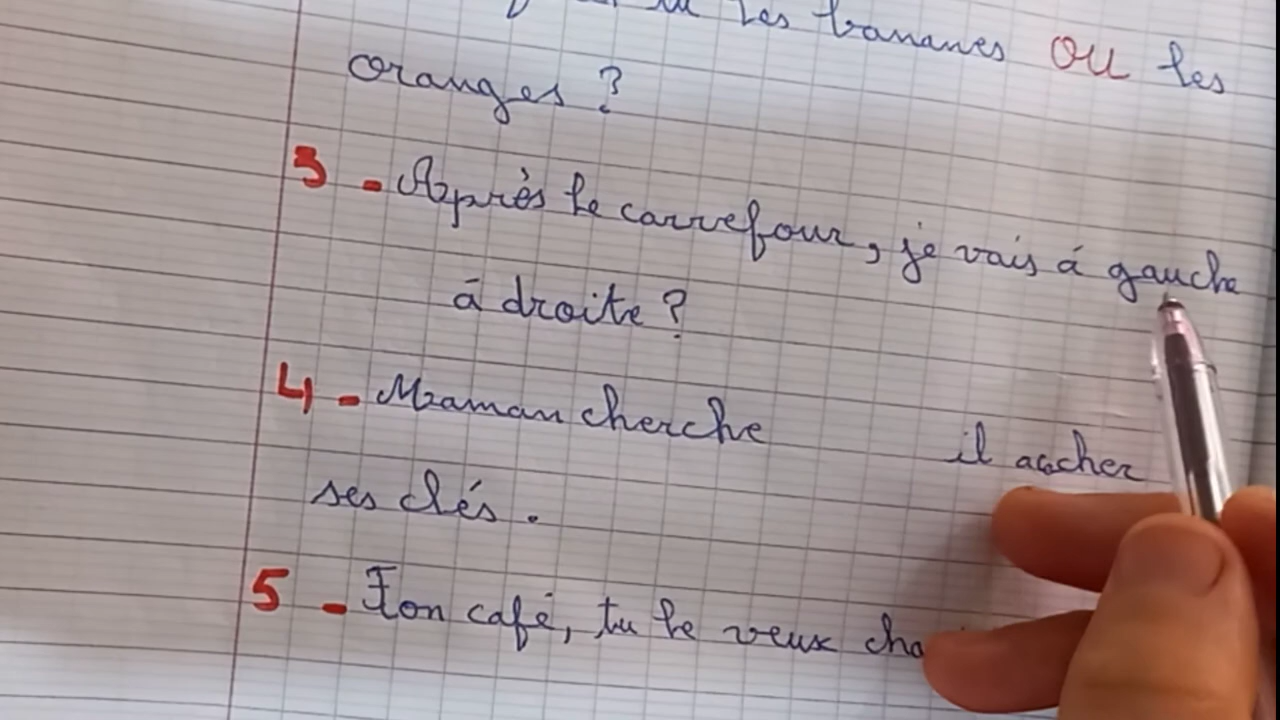 tu les bananes OU les
oranges ?
3 - Après le carrefour, je vais á gauche
á droite ?
4 - Maman cherche il
ses clés.
5 - Ton café, tu le veux